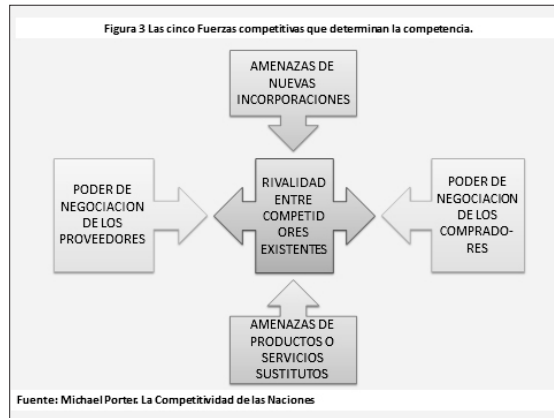 Figura 3 Las cinco Fuerzas competitivas que determinan la competencia.
AMENAZAS DE
NUEVAS
INCORPORACIONES
PODER DE
NEGOCIACION
DE LOS
PROVEEDORES
RIVALIDAD
ENTRE
COMPETID
ORES
EXISTENTES
PODER DE
NEGOCIACION
DE LOS
COMPRADO-
RES
AMENAZAS DE
PRODUCTOS O
SERVICIOS
SUSTITUTOS
Fuente: Michael Porter. La Competitividad de las Naciones